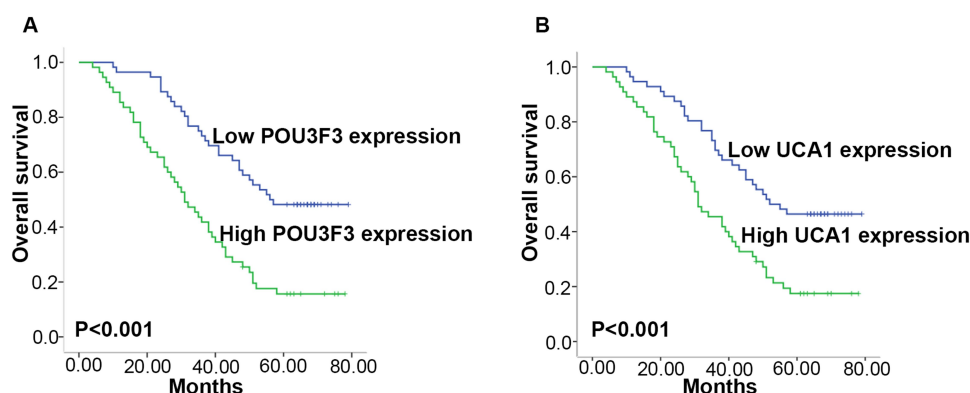 A
Overall survival
1.0
0.8
0.6
0.4
0.2
0.0
Low POU3F3 expression
High POU3F3 expression
P<0.001
0.00 20.00 40.00 60.00 80.00
Months
B
Overall survival
1.0
0.8
0.6
0.4
0.2
0.0
Low UCA1 expression
High UCA1 expression
P<0.001
0.00 20.00 40.00 60.00 80.00
Months